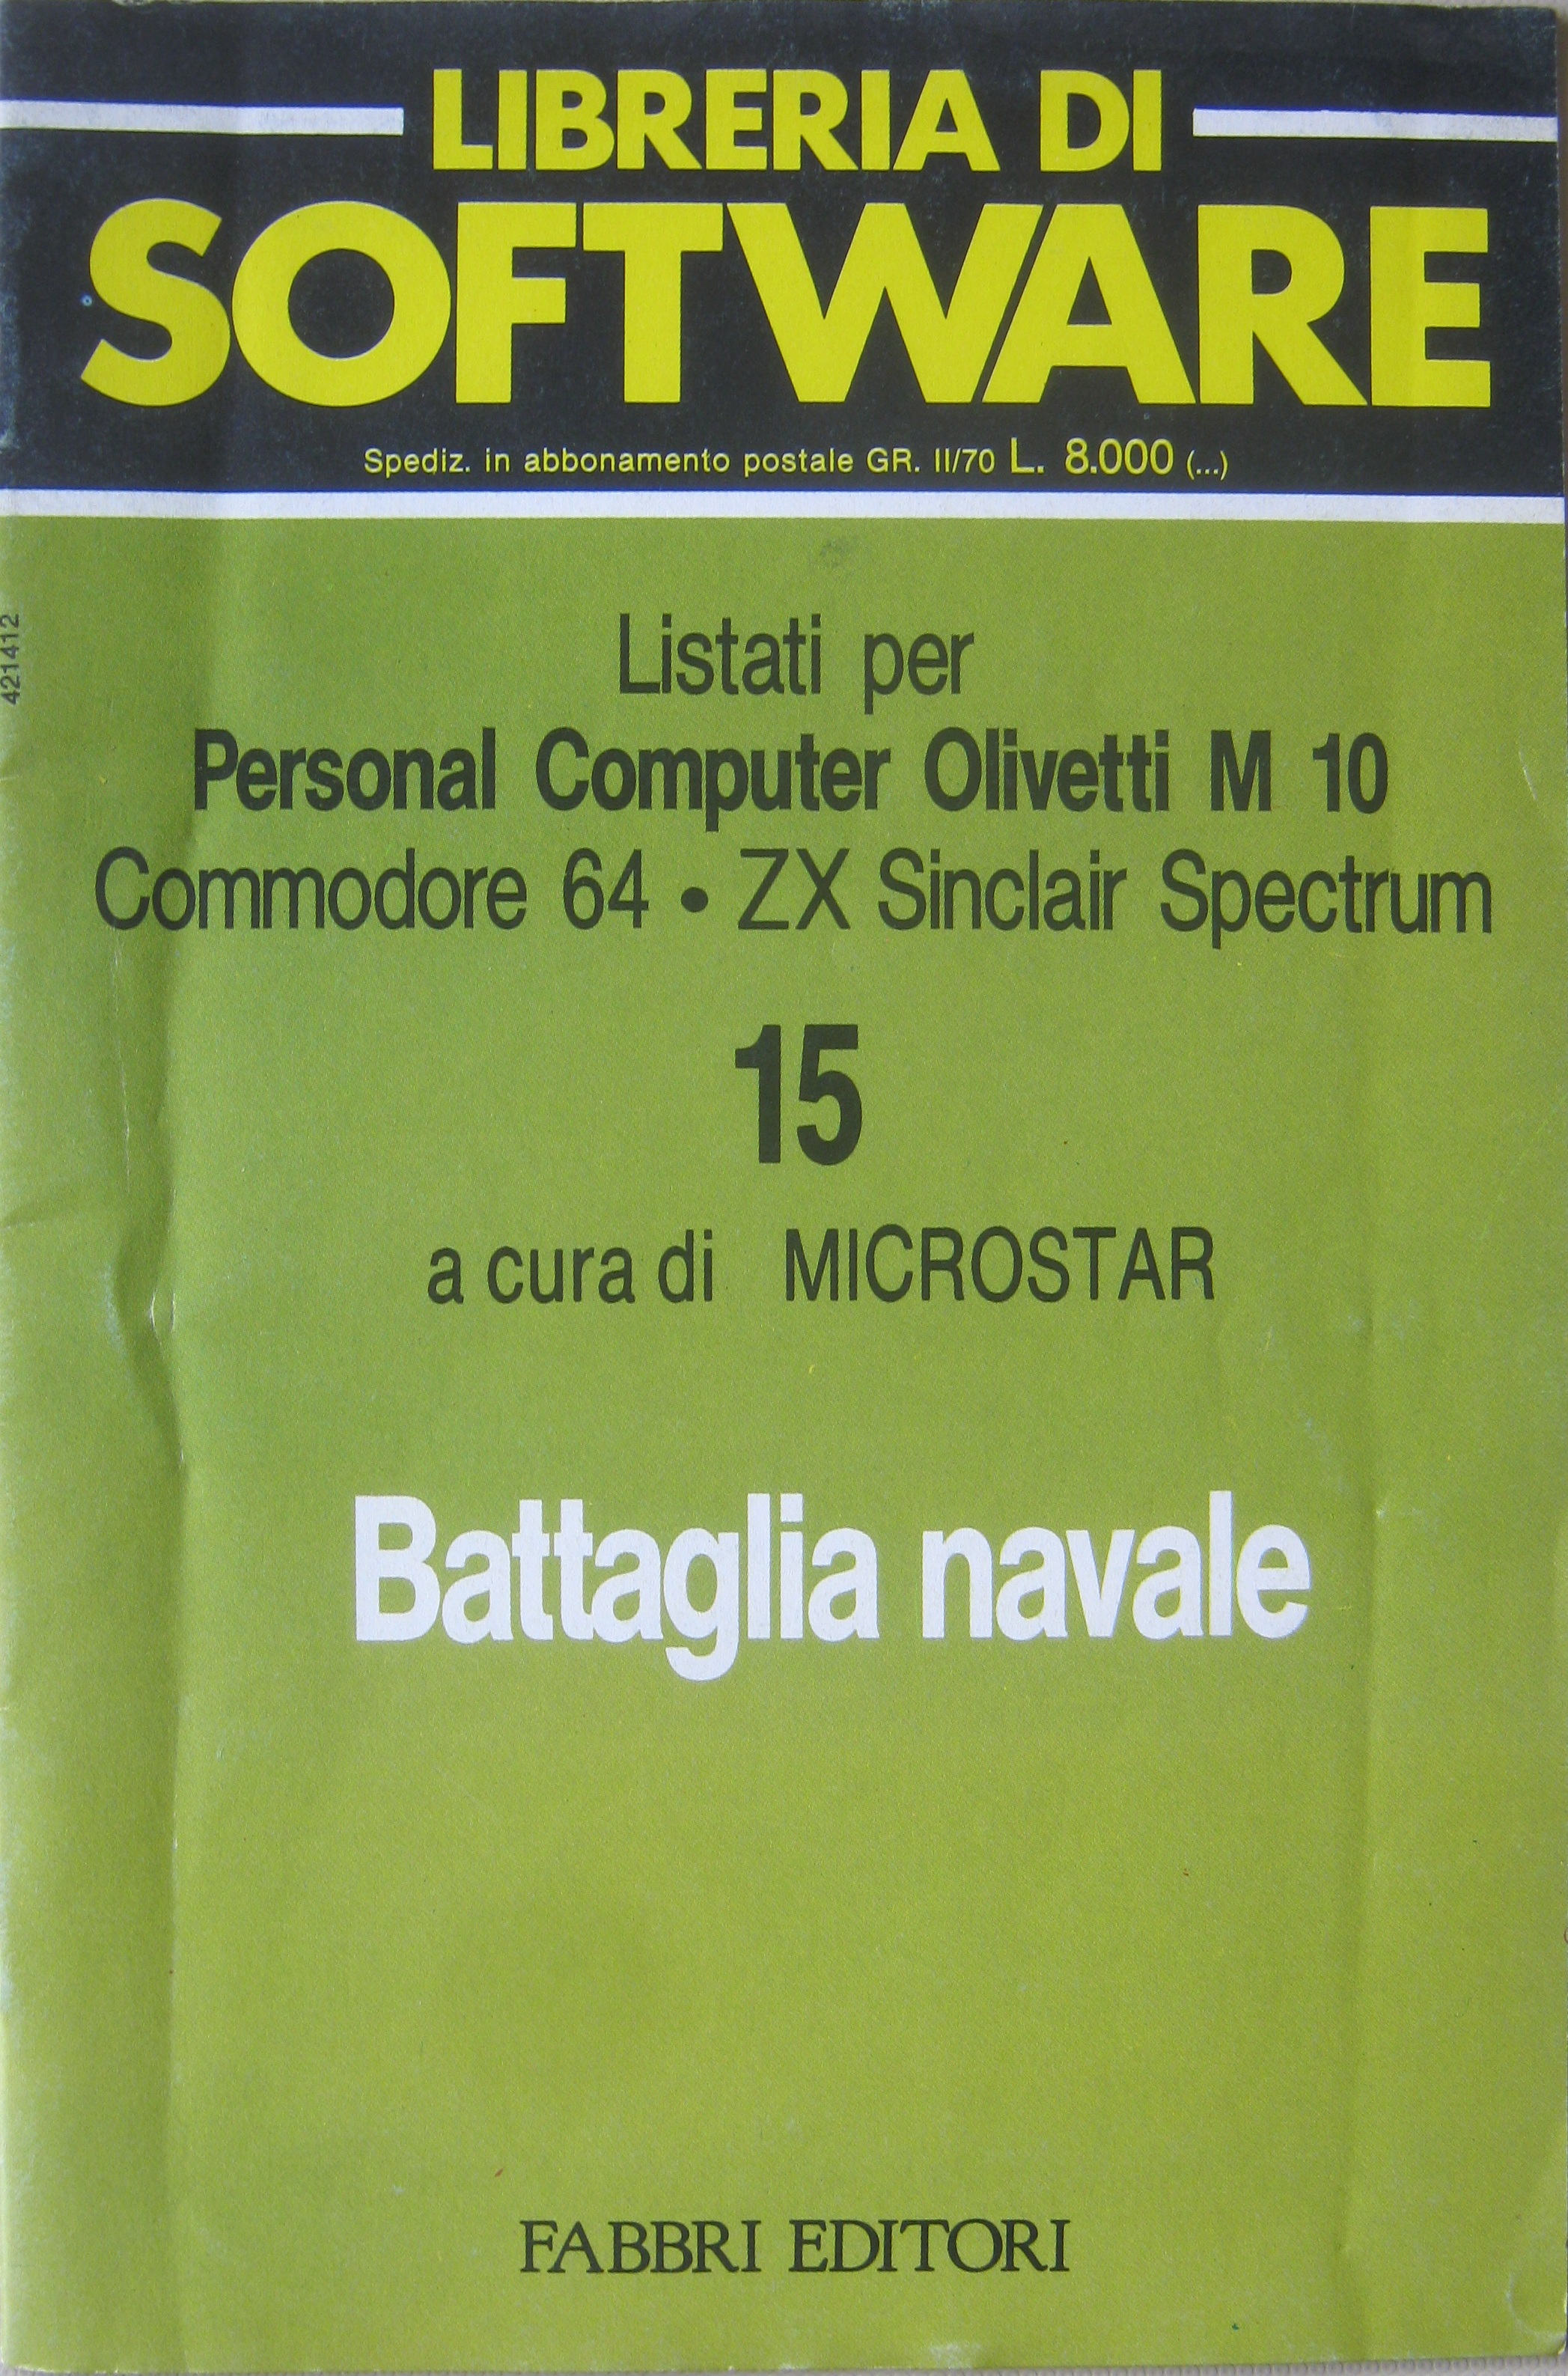 LIBRERIA DI
SOFTWARE
Spediz. in abbonamento postale GR. II/70 L. 8.000 (...)
421412
Listati per
Personal Computer Olivetti M 10
Commodore 64 • ZX Sinclair Spectrum
15
a cura di MICROSTAR
Battaglia navale
FABBRI EDITORI